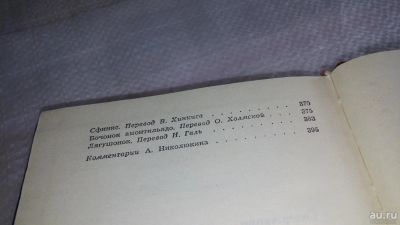 Сфинкс. Перевод В. Хинкиса . . . . . . . 370
Бочонок амонтильядо. Перевод О. Холмской . . 375
Лягушонок. Перевод Н. Галь . . . . . . . 383
Комментарии А. Николюкина . . . . . . 395
au.ru